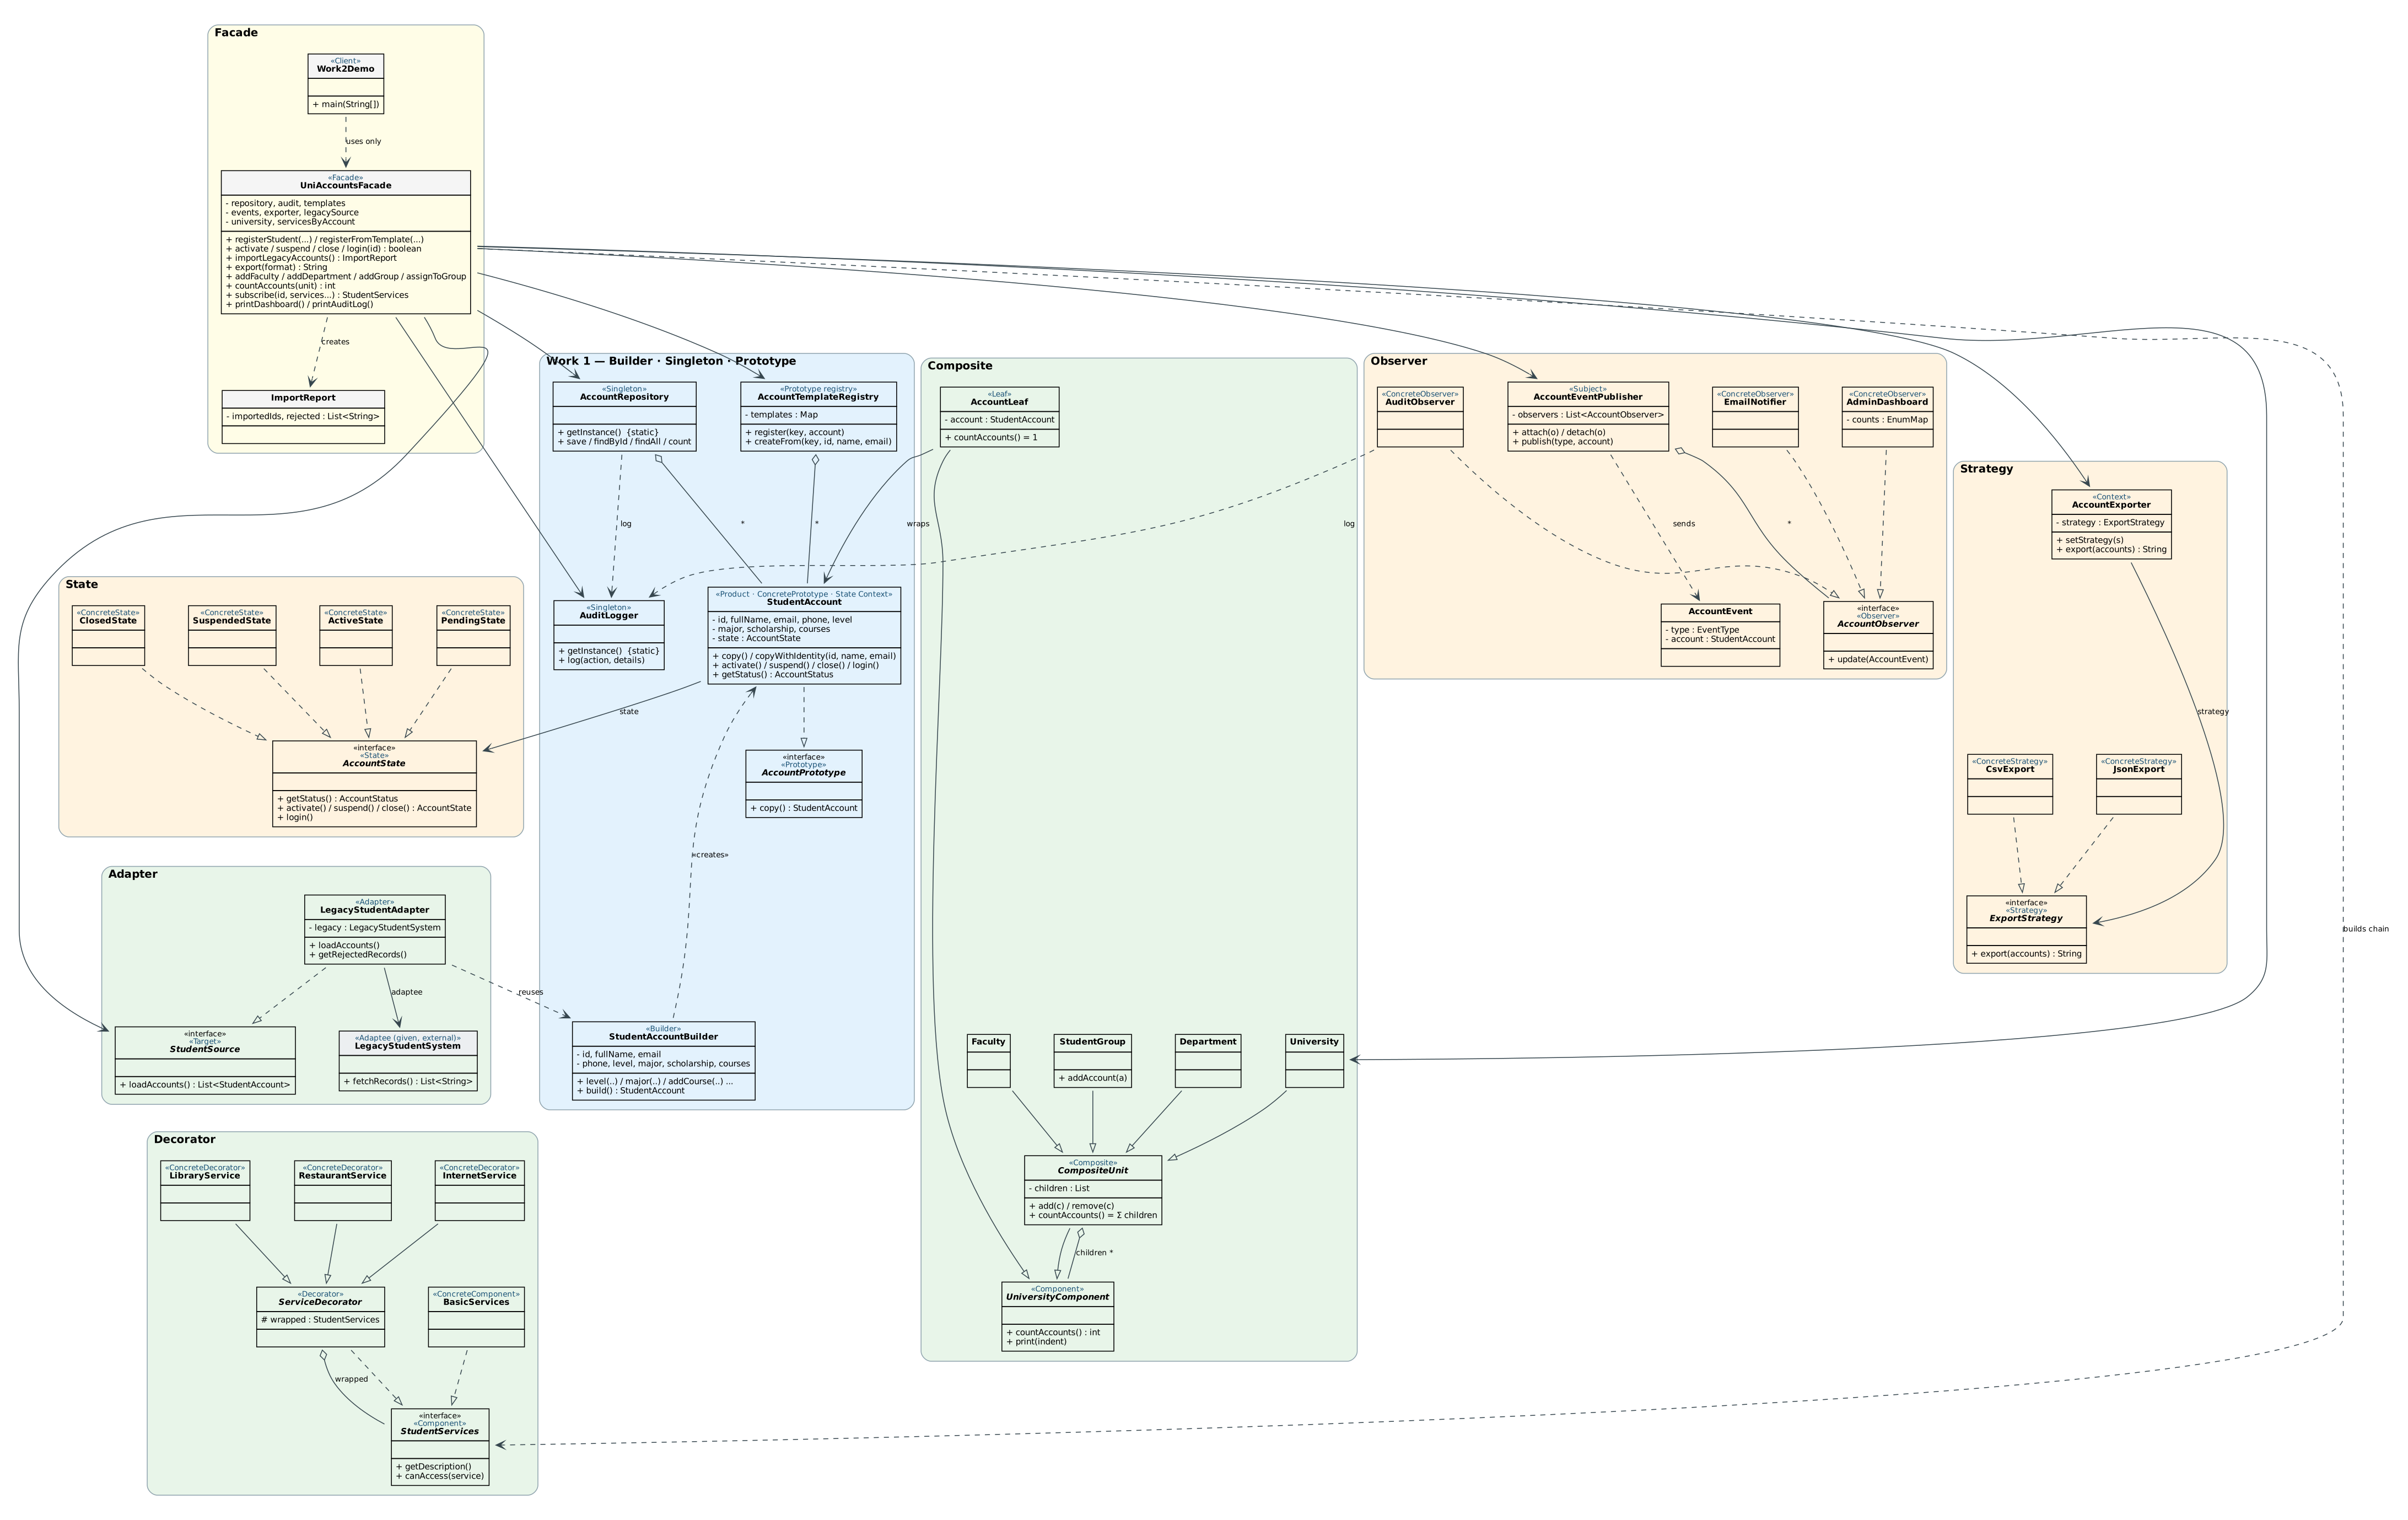 Facade
«Client»
Work2Demo
+ main(String[])
uses only
«Facade»
UniAccountsFacade
- repository, audit, templates
- events, exporter, legacySource
- university, servicesByAccount
+ registerStudent(...) / registerFromTemplate(...)
+ activate / suspend / close / login(id) : boolean
+ importLegacyAccounts() : ImportReport
+ export(format) : String
+ addFaculty / addDepartment / addGroup / assignToGroup
+ countAccounts(unit) : int
+ subscribe(id, services...) : StudentServices
+ printDashboard() / printAuditLog()
creates
ImportReport
- importedIds, rejected : List<String>
Work 1 — Builder · Singleton · Prototype
«Singleton»
AccountRepository
+ getInstance() {static}
+ save / findById / findAll / count
«Prototype registry»
AccountTemplateRegistry
- templates : Map
+ register(key, account)
+ createFrom(key, id, name, email)
log
*
*
wraps
«Singleton»
AuditLogger
+ getInstance() {static}
+ log(action, details)
«Product · ConcretePrototype · State Context»
StudentAccount
- id, fullName, email, phone, level
- major, scholarship, courses
- state : AccountState
+ copy() / copyWithIdentity(id, name, email)
+ activate() / suspend() / close() / login()
+ getStatus() : AccountStatus
state
«interface»
«Prototype»
AccountPrototype
+ copy() : StudentAccount
«creates»
reuses
«Builder»
StudentAccountBuilder
- id, fullName, email
- phone, level, major, scholarship, courses
+ level(..) / major(..) / addCourse(..) ...
+ build() : StudentAccount
Composite
«Leaf»
AccountLeaf
- account : StudentAccount
+ countAccounts() = 1
log
Faculty
StudentGroup
+ addAccount(a)
Department
University
«Composite»
CompositeUnit
- children : List
+ add(c) / remove(c)
+ countAccounts() = Σ children
children *
«Component»
UniversityComponent
+ countAccounts() : int
+ print(indent)
Observer
«ConcreteObserver»
AuditObserver
«Subject»
AccountEventPublisher
- observers : List<AccountObserver>
+ attach(o) / detach(o)
+ publish(type, account)
«ConcreteObserver»
EmailNotifier
«ConcreteObserver»
AdminDashboard
- counts : EnumMap
sends
*
AccountEvent
- type : EventType
- account : StudentAccount
«interface»
«Observer»
AccountObserver
+ update(AccountEvent)
Strategy
«Context»
AccountExporter
- strategy : ExportStrategy
+ setStrategy(s)
+ export(accounts) : String
strategy
«ConcreteStrategy»
CsvExport
«ConcreteStrategy»
JsonExport
«interface»
«Strategy»
ExportStrategy
+ export(accounts) : String
builds chain
State
«ConcreteState»
ClosedState
«ConcreteState»
SuspendedState
«ConcreteState»
ActiveState
«ConcreteState»
PendingState
«interface»
«State»
AccountState
+ getStatus() : AccountStatus
+ activate() / suspend() / close() : AccountState
+ login()
Adapter
«Adapter»
LegacyStudentAdapter
- legacy : LegacyStudentSystem
+ loadAccounts()
+ getRejectedRecords()
adaptee
«interface»
«Target»
StudentSource
+ loadAccounts() : List<StudentAccount>
«Adaptee (given, external)»
LegacyStudentSystem
+ fetchRecords() : List<String>
Decorator
«ConcreteDecorator»
LibraryService
«ConcreteDecorator»
RestaurantService
«ConcreteDecorator»
InternetService
«Decorator»
ServiceDecorator
# wrapped : StudentServices
«ConcreteComponent»
BasicServices
wrapped
«interface»
«Component»
StudentServices
+ getDescription()
+ canAccess(service)